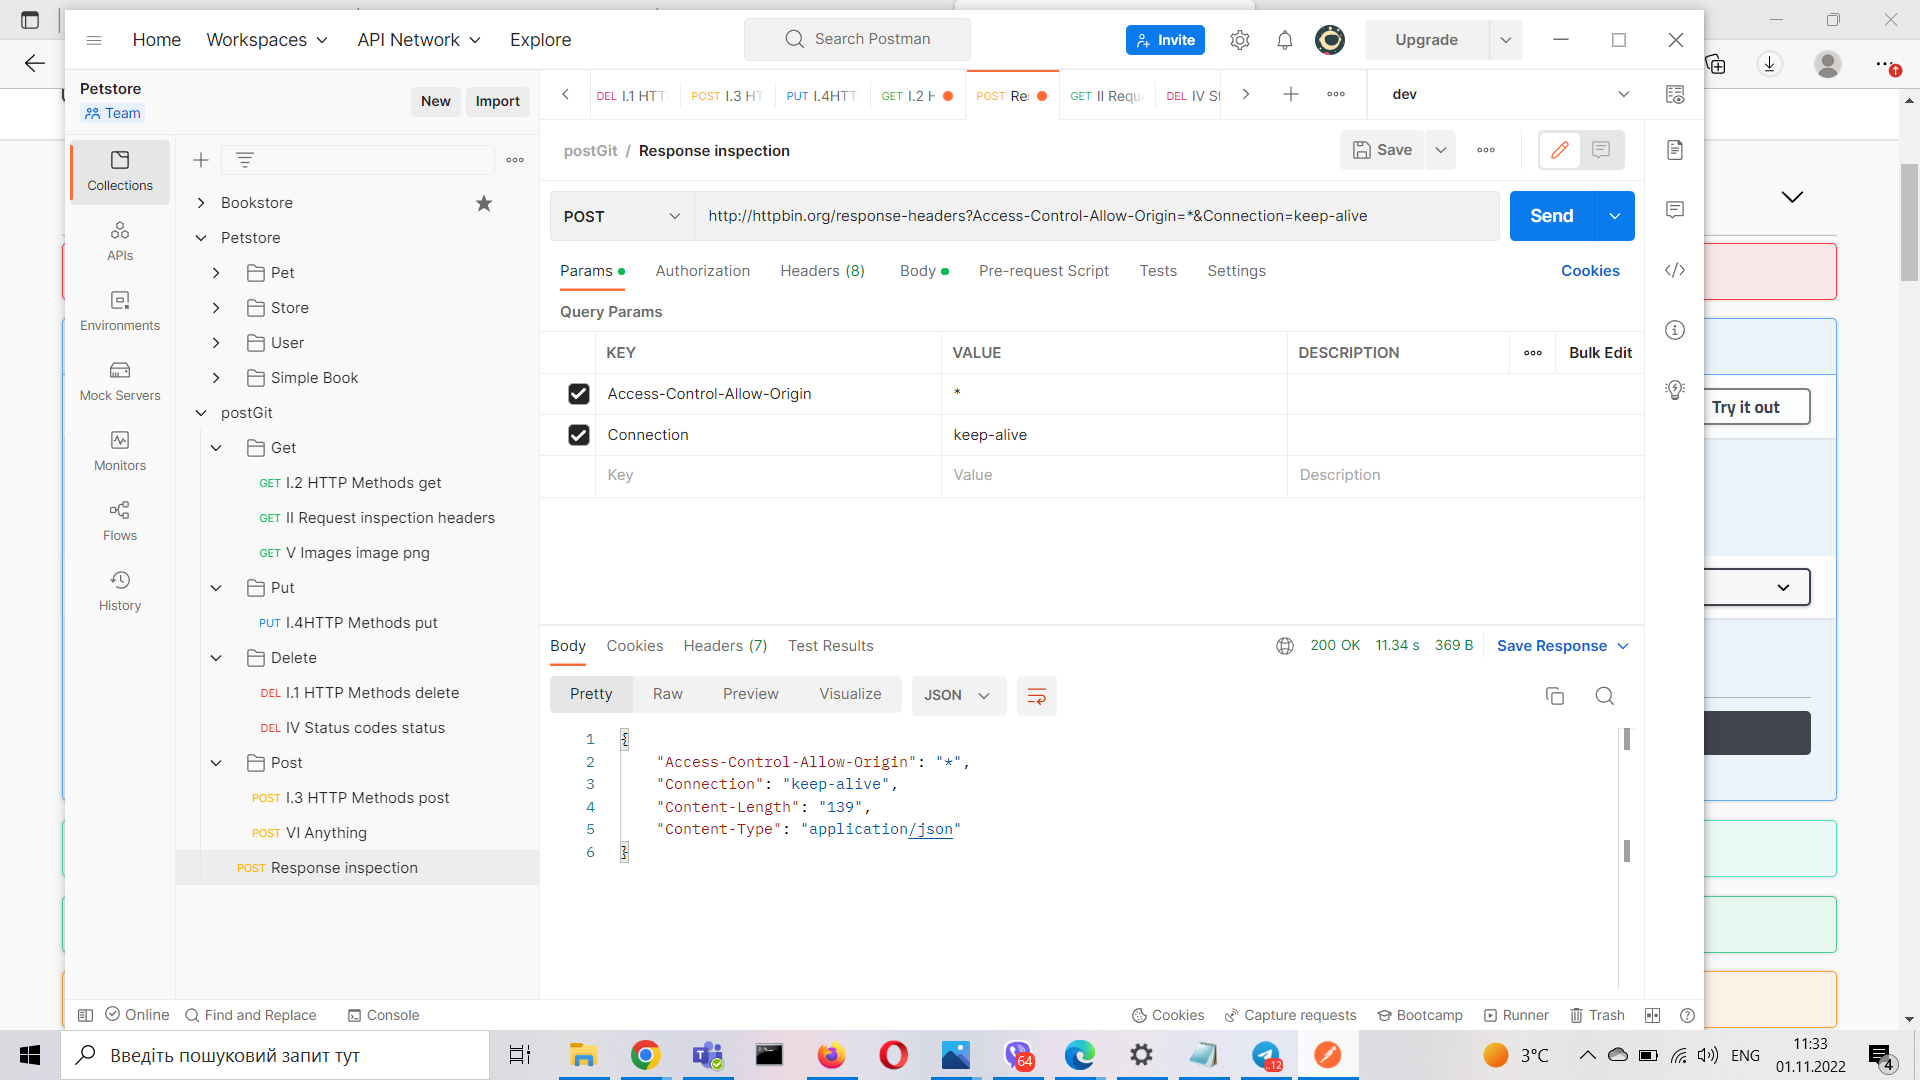 Home Workspaces API Network Explore Search Postman Invite Upgrade
Petstore
Team New Import
DEL I.1 HTT POST I.3 HT PUT I.4HTT GET I.2 H POST Re: GET II Requ DEL IV St dev
Collections
APIs
Environments
Mock Servers
Monitors
Flows
History
Bookstore
Petstore
Pet
Store
User
Simple Book
postGit
Get
GET I.2 HTTP Methods get
GET II Request inspection headers
GET V Images image png
Put
PUT I.4HTTP Methods put
Delete
DEL I.1 HTTP Methods delete
DEL IV Status codes status
Post
POST I.3 HTTP Methods post
POST VI Anything
POST Response inspection
postGit / Response inspection Save
POST http://httpbin.org/response-headers?Access-Control-Allow-Origin=*&Connection=keep-alive Send
Params Authorization Headers (8) Body Pre-request Script Tests Settings Cookies
Query Params
KEY VALUE DESCRIPTION Bulk Edit
Access-Control-Allow-Origin *
Connection keep-alive
Key Value Description
Try it out
Body Cookies Headers (7) Test Results 200 OK 11.34 s 369 B Save Response
Pretty Raw Preview Visualize JSON
1 {
2 "Access-Control-Allow-Origin": "*",
3 "Connection": "keep-alive",
4 "Content-Length": "139",
5 "Content-Type": "application/json"
6 }
Online Find and Replace Console Cookies Capture requests Bootcamp Runner Trash
Введіть пошуковий запит тут 64 ..12 3°C ENG 11:33
01.11.2022 4